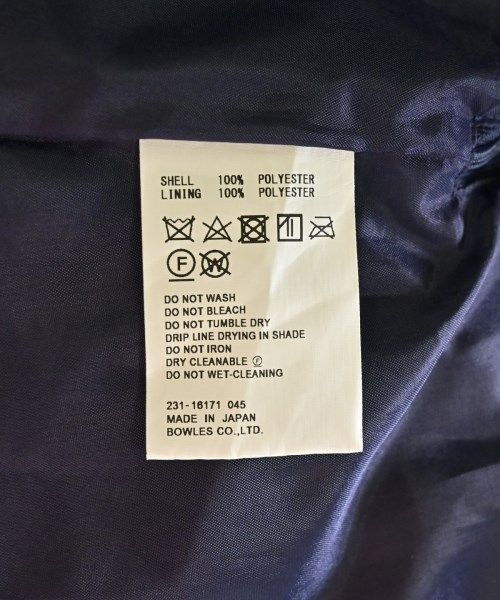 SHELL 100% POLYESTER
LINING 100% POLYESTER
F W
DO NOT WASH
DO NOT BLEACH
DO NOT TUMBLE DRY
DRIP LINE DRYING IN SHADE
DO NOT IRON
DRY CLEANABLE Ⓕ
DO NOT WET-CLEANING
231-16171 045
MADE IN JAPAN
BOWLES CO.,LTD.